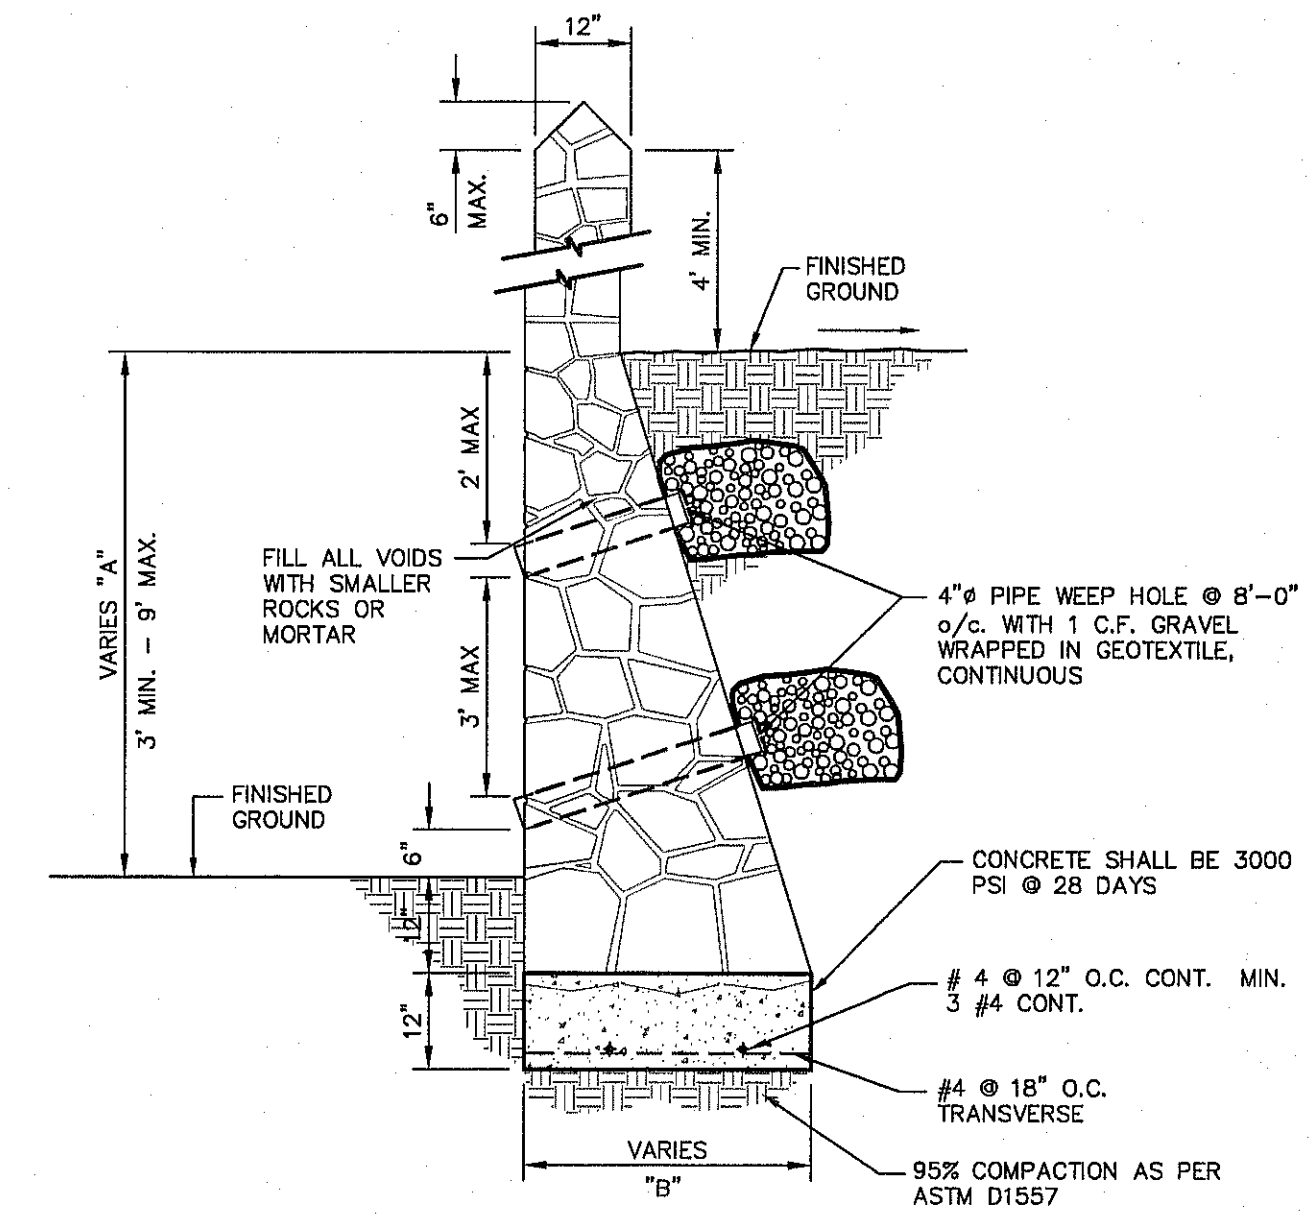 12"
6"
MAX.
4' MIN.
FINISHED
GROUND
2' MAX
VARIES "A"
3' MIN. - 9' MAX.
FILL ALL VOIDS
WITH SMALLER
ROCKS OR
MORTAR
4"ø PIPE WEEP HOLE @ 8'-0"
o/c. WITH 1 C.F. GRAVEL
WRAPPED IN GEOTEXTILE,
CONTINUOUS
3' MAX
FINISHED
GROUND
6"
CONCRETE SHALL BE 3000
PSI @ 28 DAYS
12"
# 4 @ 12" O.C. CONT. MIN.
3 #4 CONT.
12"
#4 @ 18" O.C.
TRANSVERSE
VARIES
"B"
95% COMPACTION AS PER
ASTM D1557